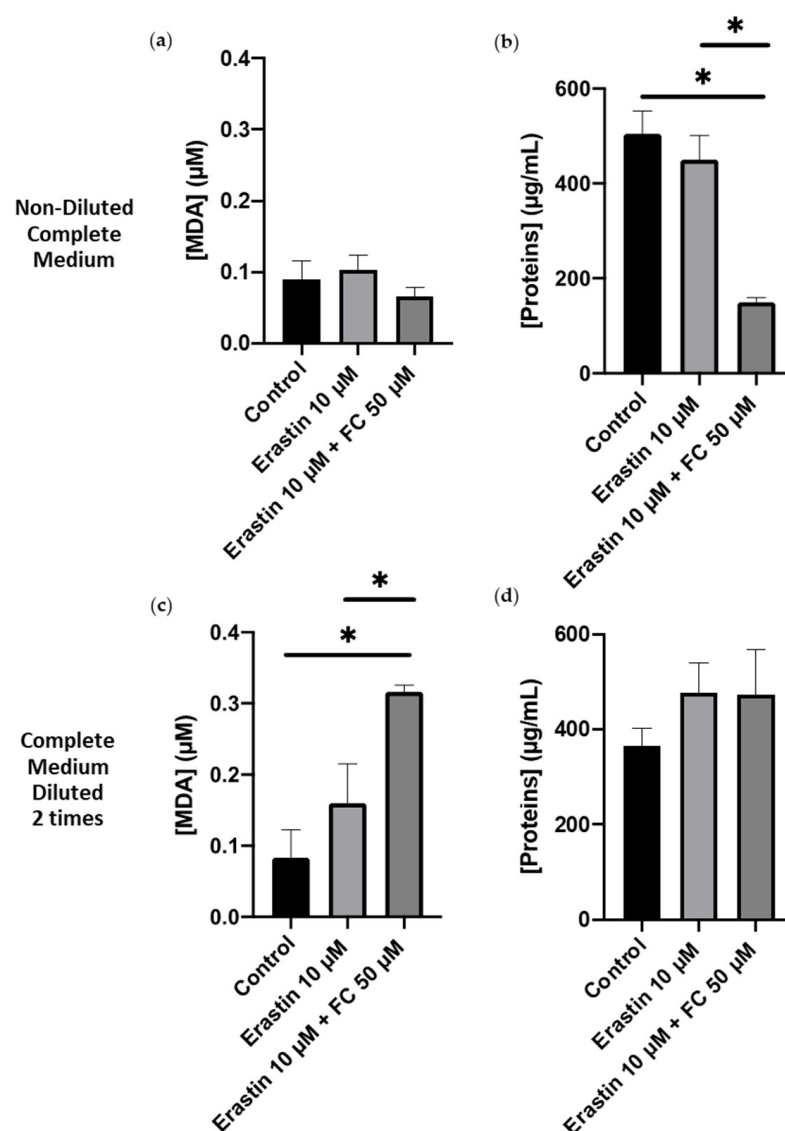 (a)
0.4
0.3
0.2
0.1
0.0
[MDA] (µM)
Control
Erastin 10 µM
Erastin 10 µM + FC 50 µM
(b)
*
*
600
400
200
0
[Proteins] (µg/mL)
Control
Erastin 10 µM
Erastin 10 µM + FC 50 µM
Non-Diluted
Complete
Medium
(c)
*
*
0.4
0.3
0.2
0.1
0.0
[MDA] (µM)
Control
Erastin 10 µM
Erastin 10 µM + FC 50 µM
(d)
600
400
200
0
[Proteins] (µg/mL)
Control
Erastin 10 µM
Erastin 10 µM + FC 50 µM
Complete
Medium
Diluted
2 times